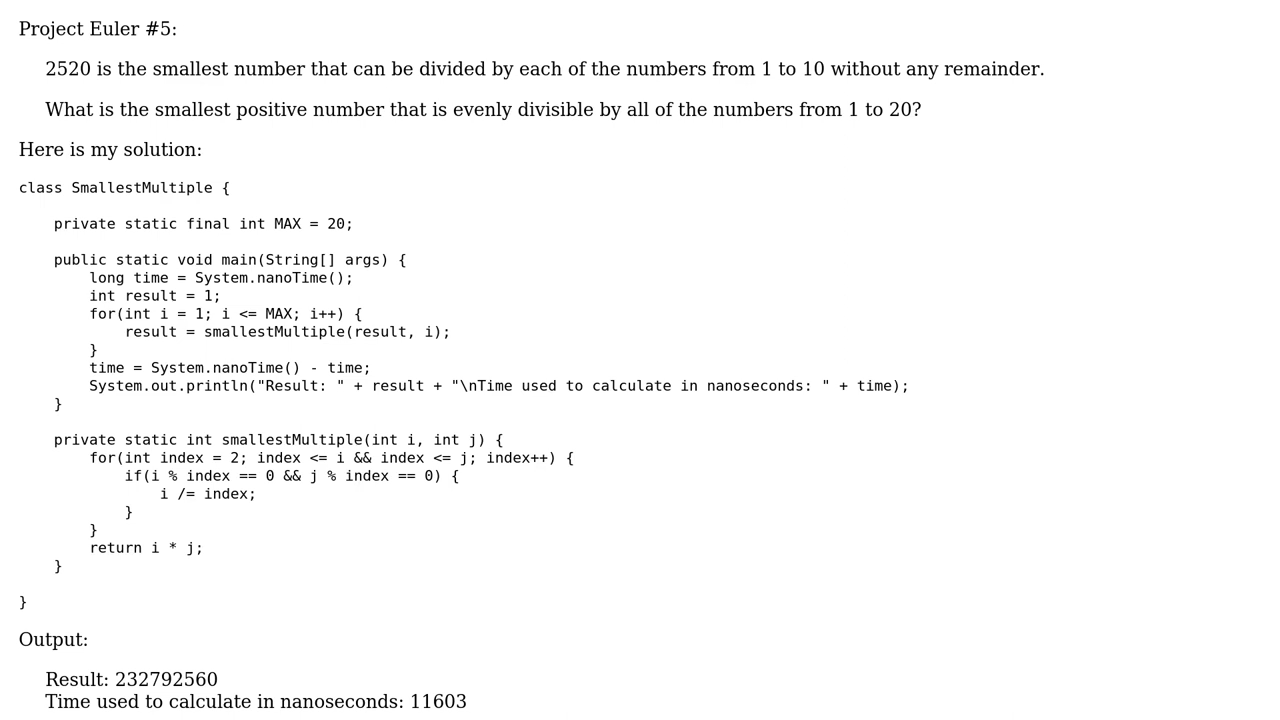 Project Euler #5:
2520 is the smallest number that can be divided by each of the numbers from 1 to 10 without any remainder.
What is the smallest positive number that is evenly divisible by all of the numbers from 1 to 20?
Here is my solution:
class SmallestMultiple {
    private static final int MAX = 20;
    public static void main(String[] args) {
        long time = System.nanoTime();
        int result = 1;
        for(int i = 1; i <= MAX; i++) {
            result = smallestMultiple(result, i);
        }
        time = System.nanoTime() - time;
        System.out.println("Result: " + result + "\nTime used to calculate in nanoseconds: " + time);
    }
    private static int smallestMultiple(int i, int j) {
        for(int index = 2; index <= i && index <= j; index++) {
            if(i % index == 0 && j % index == 0) {
                i /= index;
            }
        }
        return i * j;
    }
}
Output:
Result: 232792560
Time used to calculate in nanoseconds: 11603